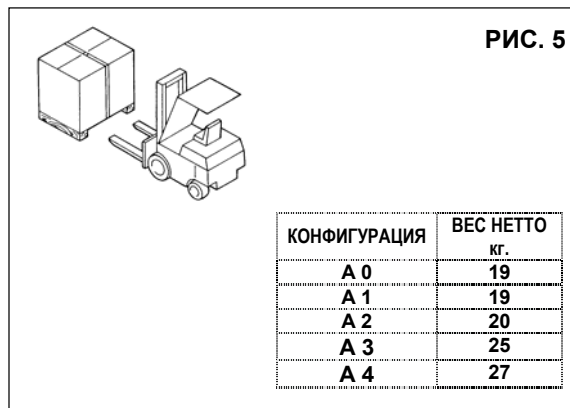 РИС. 5
КОНФИГУРАЦИЯ ВЕС НЕТТО
кг.
А 0 19
А 1 19
А 2 20
А 3 25
А 4 27